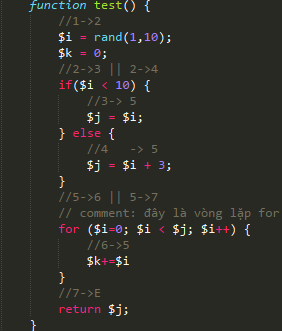 function test() {
//1->2
$i = rand(1,10);
$k = 0;
//2->3 || 2->4
if($i < 10) {
//3-> 5
$j = $i;
} else {
//4   -> 5
$j = $i + 3;
}
//5->6 || 5->7
// comment: đây là vòng lặp for
for ($i=0; $i < $j; $i++) {
//6->5
$k+=$i
}
//7->E
return $j;
}